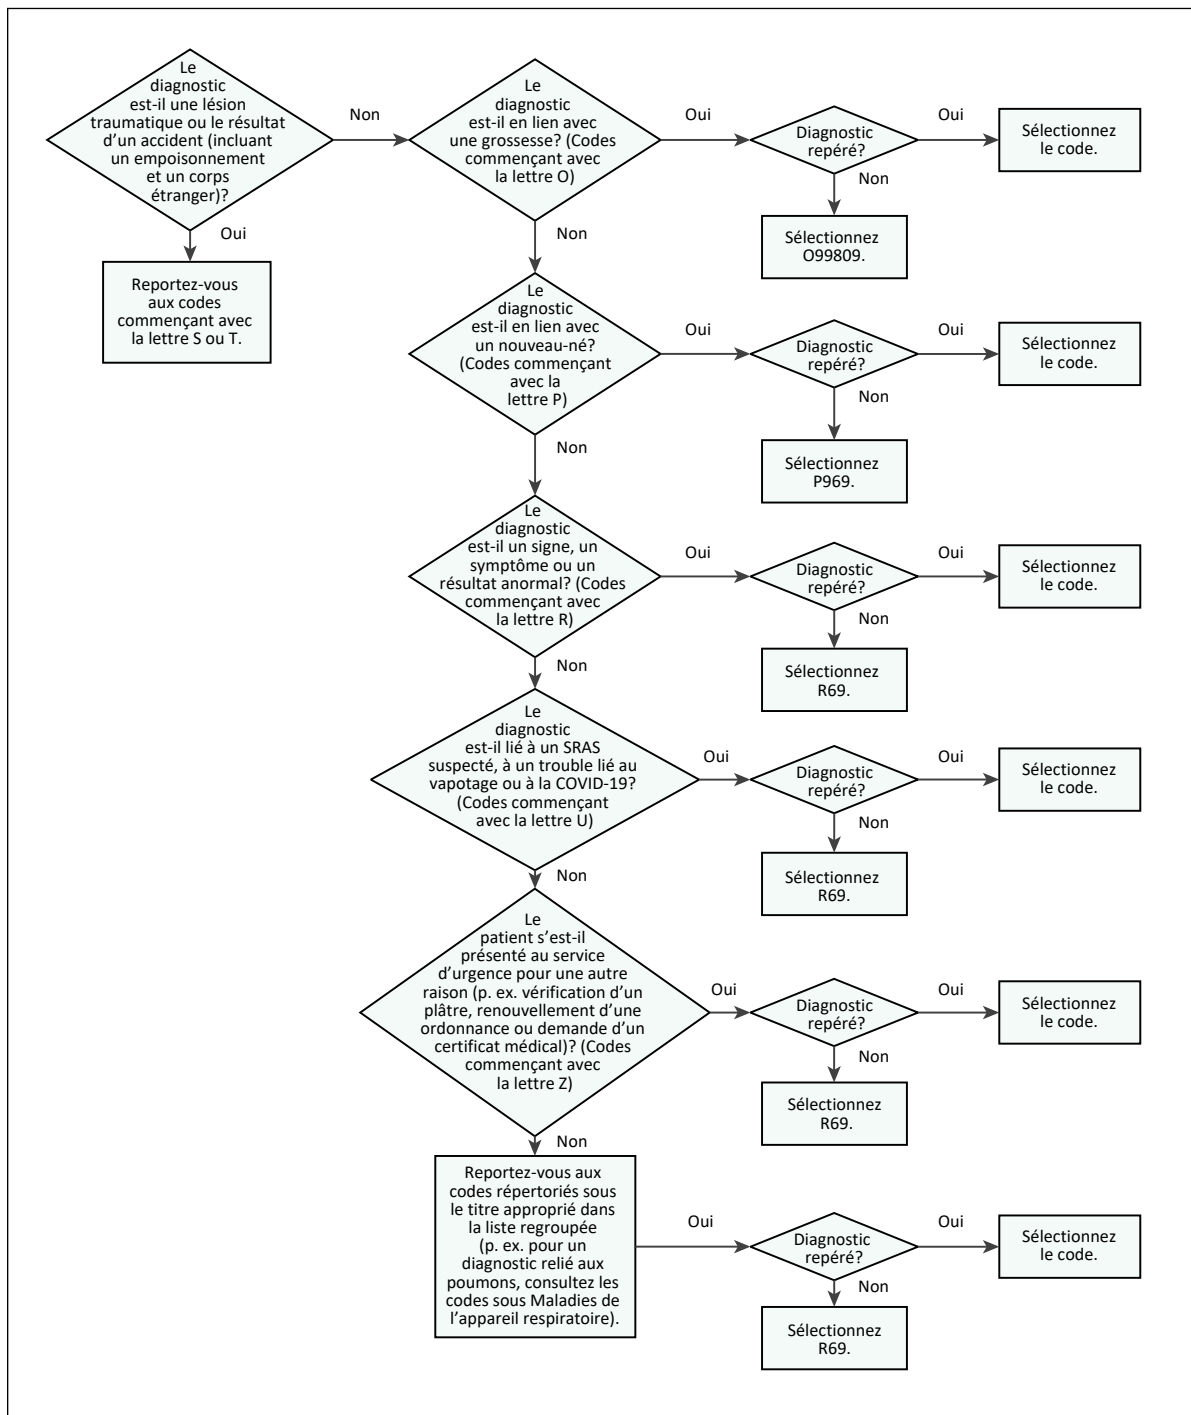 Le
diagnostic
est-il une lésion
traumatique ou le résultat
d’un accident (incluant
un empoisonnement
et un corps
étranger)?
Non
Le
diagnostic
est-il en lien avec
une grossesse? (Codes
commençant avec
la lettre O)
Oui
Diagnostic
repéré?
Oui
Sélectionnez
le code.
Non
Sélectionnez
O99809.
Oui
Reportez-vous
aux codes
commençant avec
la lettre S ou T.
Non
Le
diagnostic
est-il en lien avec
un nouveau-né?
(Codes commençant
avec la
lettre P)
Oui
Diagnostic
repéré?
Oui
Sélectionnez
le code.
Non
Sélectionnez
P969.
Non
Le
diagnostic
est-il un signe, un
symptôme ou un
résultat anormal? (Codes
commençant avec
la lettre R)
Oui
Diagnostic
repéré?
Oui
Sélectionnez
le code.
Non
Sélectionnez
R69.
Non
Le
diagnostic
est-il lié à un SRAS
suspecté, à un trouble lié au
vapotage ou à la COVID-19?
(Codes commençant
avec la lettre U)
Oui
Diagnostic
repéré?
Oui
Sélectionnez
le code.
Non
Sélectionnez
R69.
Non
Le
patient s’est-il
présenté au service
d’urgence pour une autre
raison (p. ex. vérification d’un
plâtre, renouvellement d’une
ordonnance ou demande d’un
certificat médical)? (Codes
commençant avec
la lettre Z)
Oui
Diagnostic
repéré?
Oui
Sélectionnez
le code.
Non
Sélectionnez
R69.
Non
Reportez-vous aux
codes répertoriés sous
le titre approprié dans
la liste regroupée
(p. ex. pour un
diagnostic relié aux
poumons, consultez les
codes sous Maladies de
l’appareil respiratoire).
Oui
Diagnostic
repéré?
Oui
Sélectionnez
le code.
Non
Sélectionnez
R69.